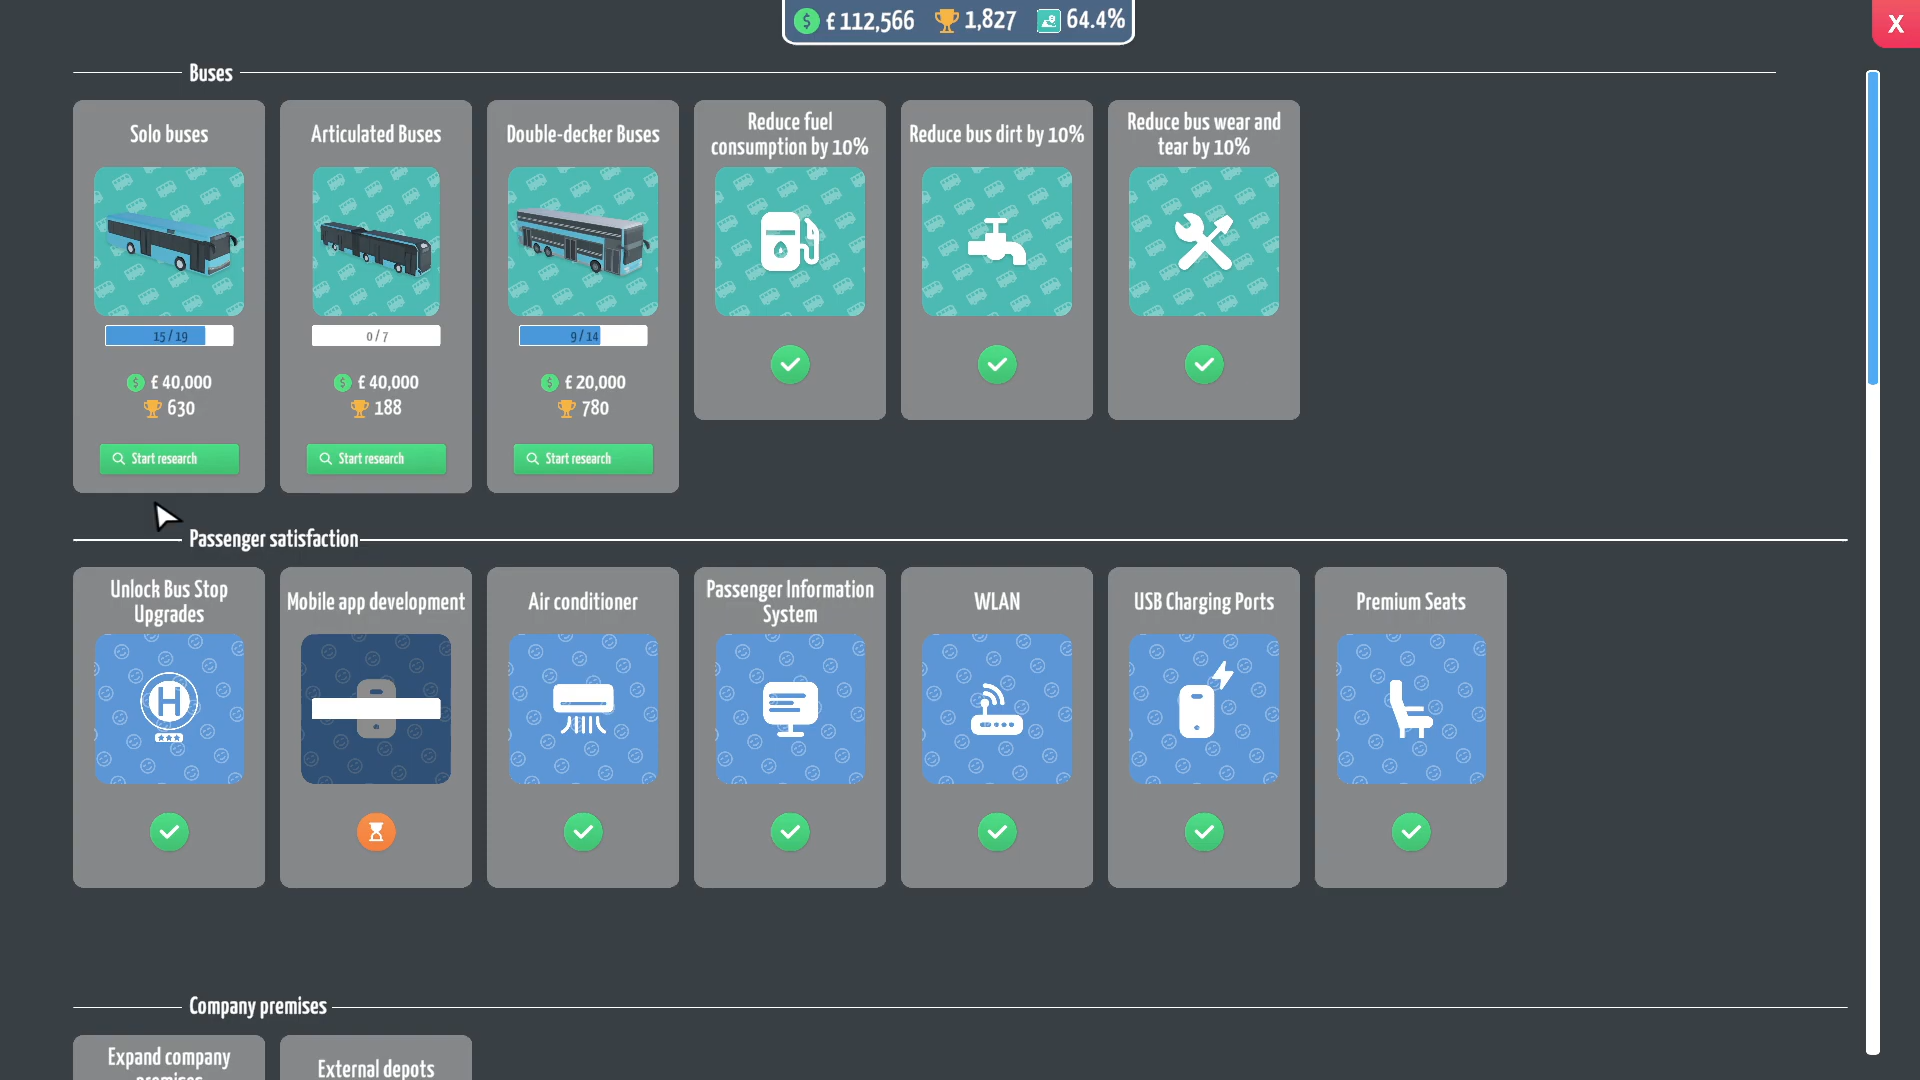 £ 112,566 1,827 64.4%
X
Buses
Solo buses
15 / 19
£ 40,000
630
Start research
Articulated Buses
0 / 7
£ 40,000
188
Start research
Double-decker Buses
9 / 14
£ 20,000
780
Start research
Reduce fuel
consumption by 10%
Reduce bus dirt by 10%
Reduce bus wear and
tear by 10%
Passenger satisfaction
Unlock Bus Stop
Upgrades
H
Mobile app development
Air conditioner
Passenger Information
System
WLAN
USB Charging Ports
Premium Seats
Company premises
Expand company
premises
External depots